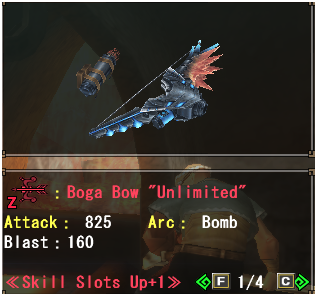 Z : Boga Bow "Unlimited"
Attack : 825 Arc : Bomb
Blast : 160
≪Skill Slots Up+1≫ F 1/4 C